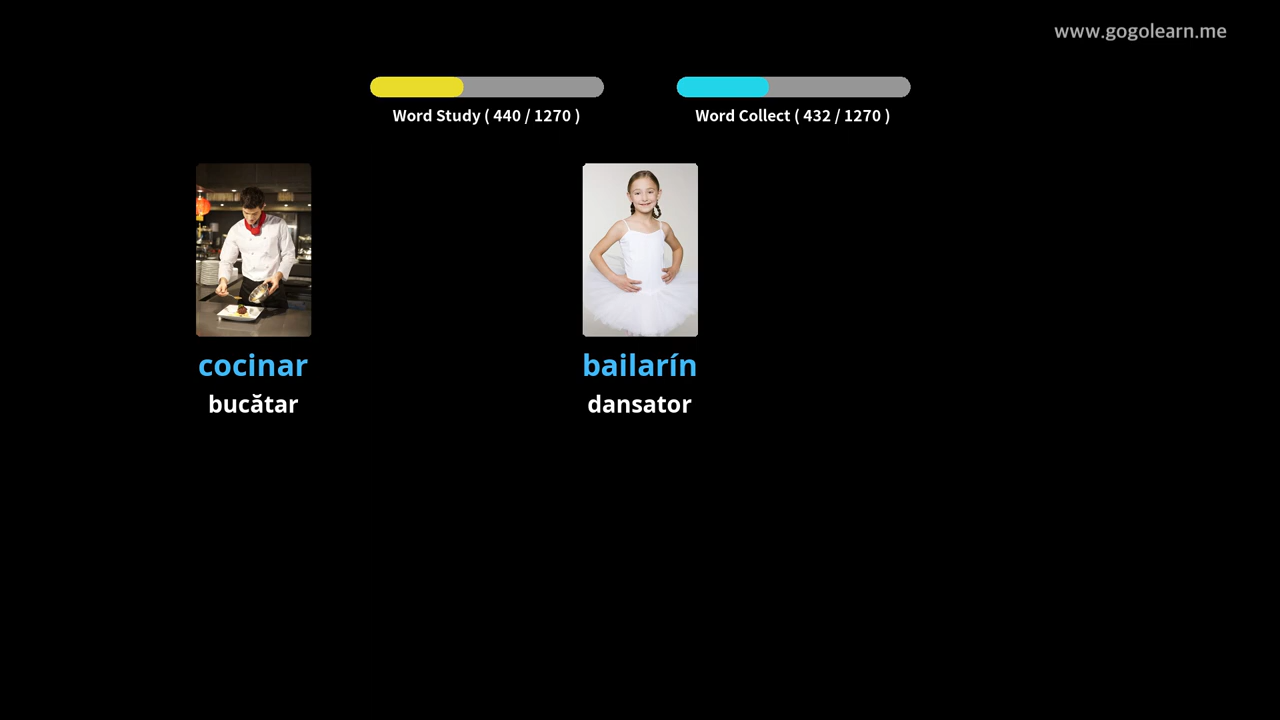 www.gogolearn.me
Word Study ( 440 / 1270 )
Word Collect ( 432 / 1270 )
cocinar
bucătar
bailarín
dansator